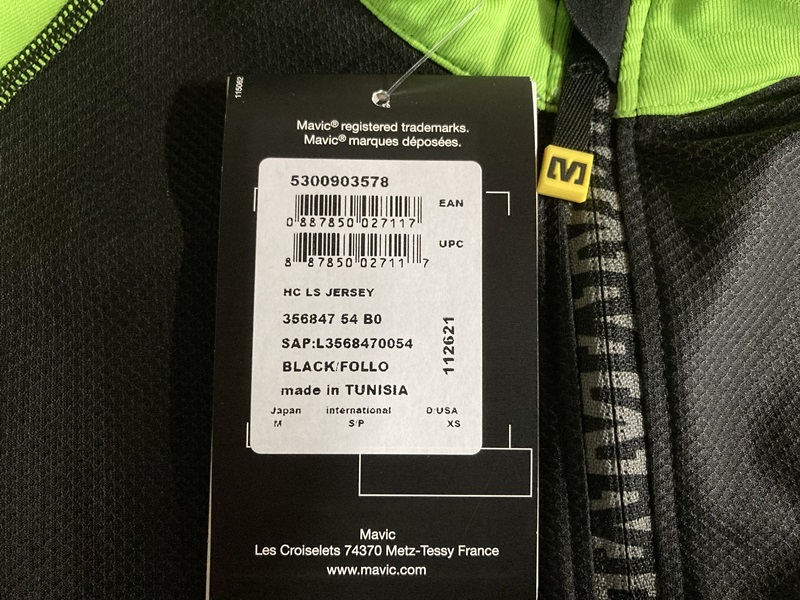 115062
Mavic® registered trademarks.
Mavic® marques déposées.
5300903578
EAN
0 887850 027117
UPC
8 87850 02711 7
HC LS JERSEY
356847 54 B0
SAP:L3568470054
BLACK/FOLLO
made in TUNISIA
112621
Japan international D/USA
M S/P XS
Mavic
Les Croiselets 74370 Metz-Tessy France
www.mavic.com